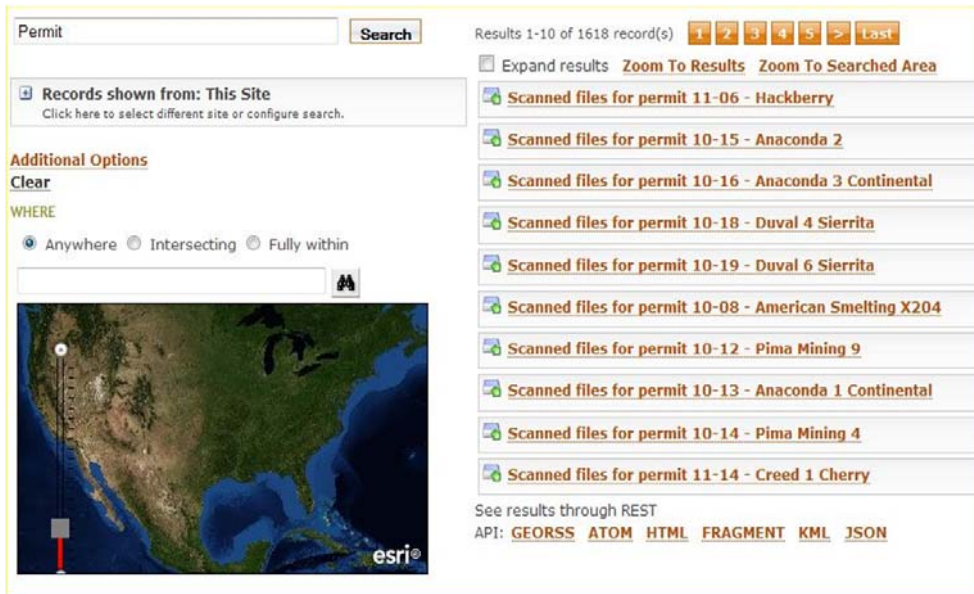 Permit
Search
Records shown from: This Site
Click here to select different site or configure search.
Additional Options
Clear
WHERE
Anywhere Intersecting Fully within
esri®
Results 1-10 of 1618 record(s) 1 2 3 4 5 > Last
Expand results Zoom To Results Zoom To Searched Area
Scanned files for permit 11-06 - Hackberry
Scanned files for permit 10-15 - Anaconda 2
Scanned files for permit 10-16 - Anaconda 3 Continental
Scanned files for permit 10-18 - Duval 4 Sierrita
Scanned files for permit 10-19 - Duval 6 Sierrita
Scanned files for permit 10-08 - American Smelting X204
Scanned files for permit 10-12 - Pima Mining 9
Scanned files for permit 10-13 - Anaconda 1 Continental
Scanned files for permit 10-14 - Pima Mining 4
Scanned files for permit 11-14 - Creed 1 Cherry
See results through REST
API: GEORSS ATOM HTML FRAGMENT KML JSON